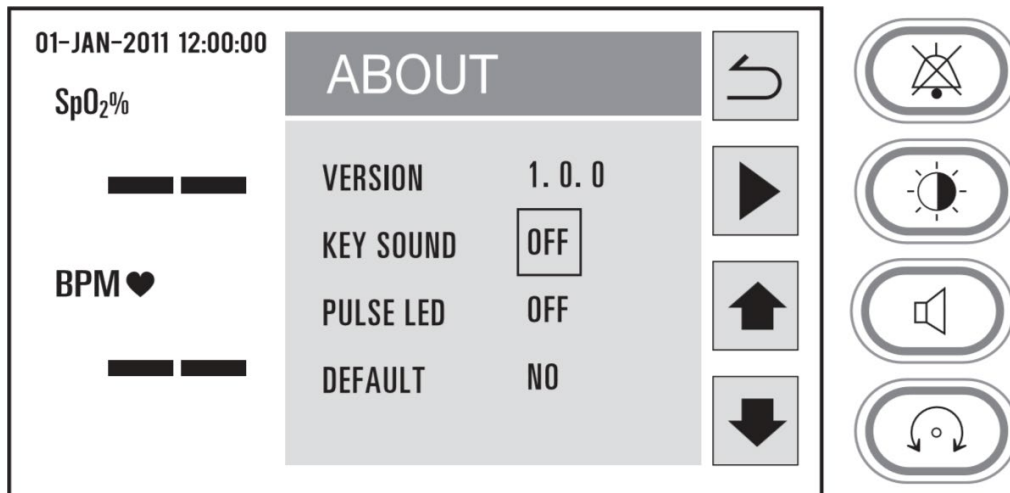 01-JAN-2011 12:00:00
SpO₂%
-- --
BPM♥
-- --
ABOUT
VERSION 1. 0. 0
KEY SOUND OFF
PULSE LED OFF
DEFAULT NO